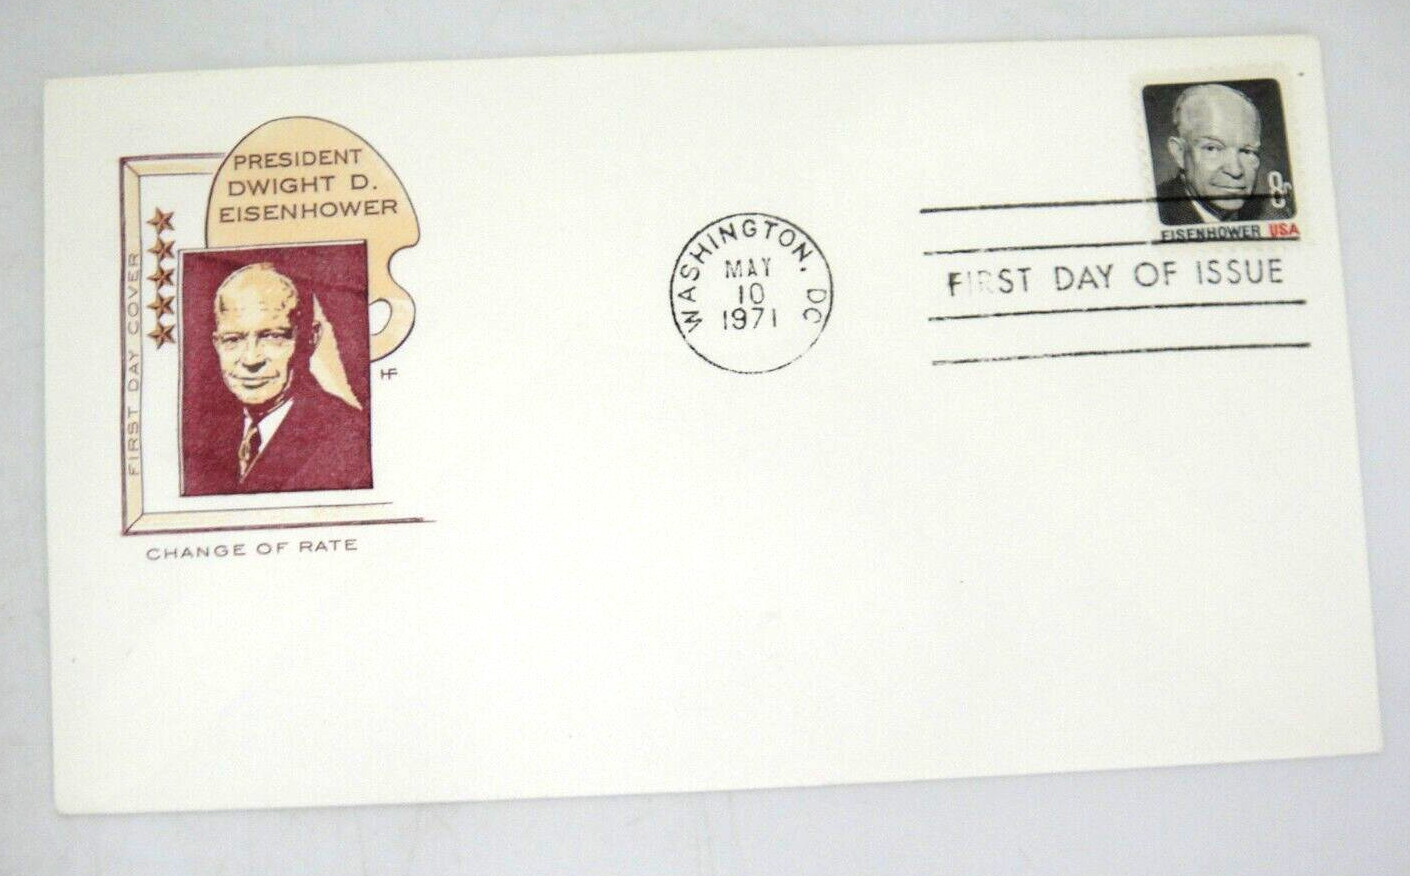 PRESIDENT
DWIGHT D.
EISENHOWER
FIRST DAY COVER
HF
CHANGE OF RATE
WASHINGTON, DC
MAY
10
1971
8¢
EISENHOWER USA
FIRST DAY OF ISSUE